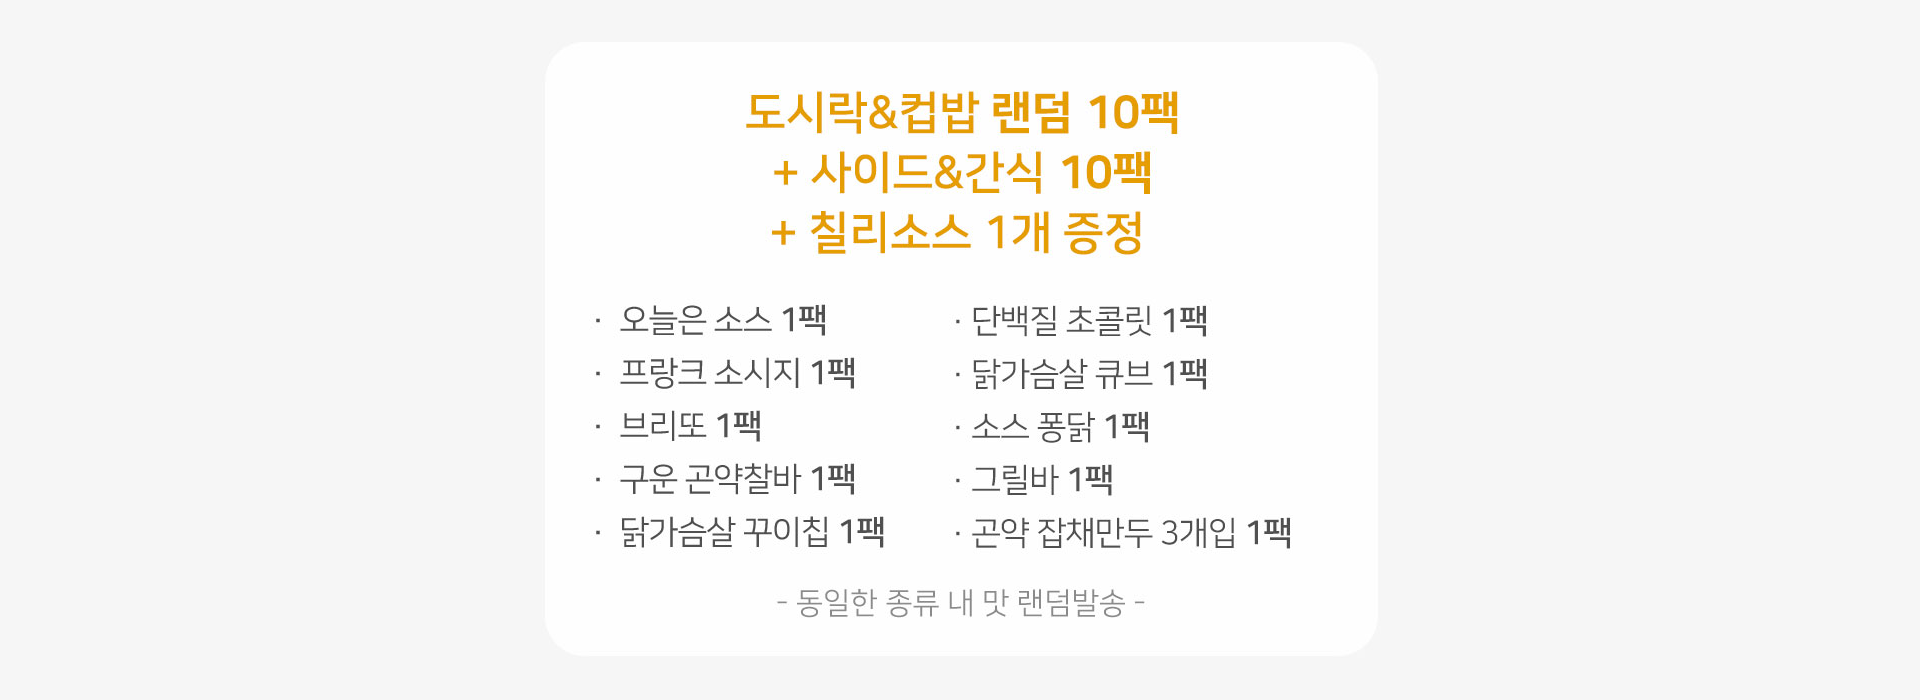 도시락&컵밥 랜덤 10팩
+ 사이드&간식 10팩
+ 칠리소스 1개 증정
· 오늘은 소스 1팩
· 프랑크 소시지 1팩
· 브리또 1팩
· 구운 곤약찰바 1팩
· 닭가슴살 꾸이칩 1팩
· 단백질 초콜릿 1팩
· 닭가슴살 큐브 1팩
· 소스 퐁닭 1팩
· 그릴바 1팩
· 곤약 잡채만두 3개입 1팩
- 동일한 종류 내 맛 랜덤발송 -